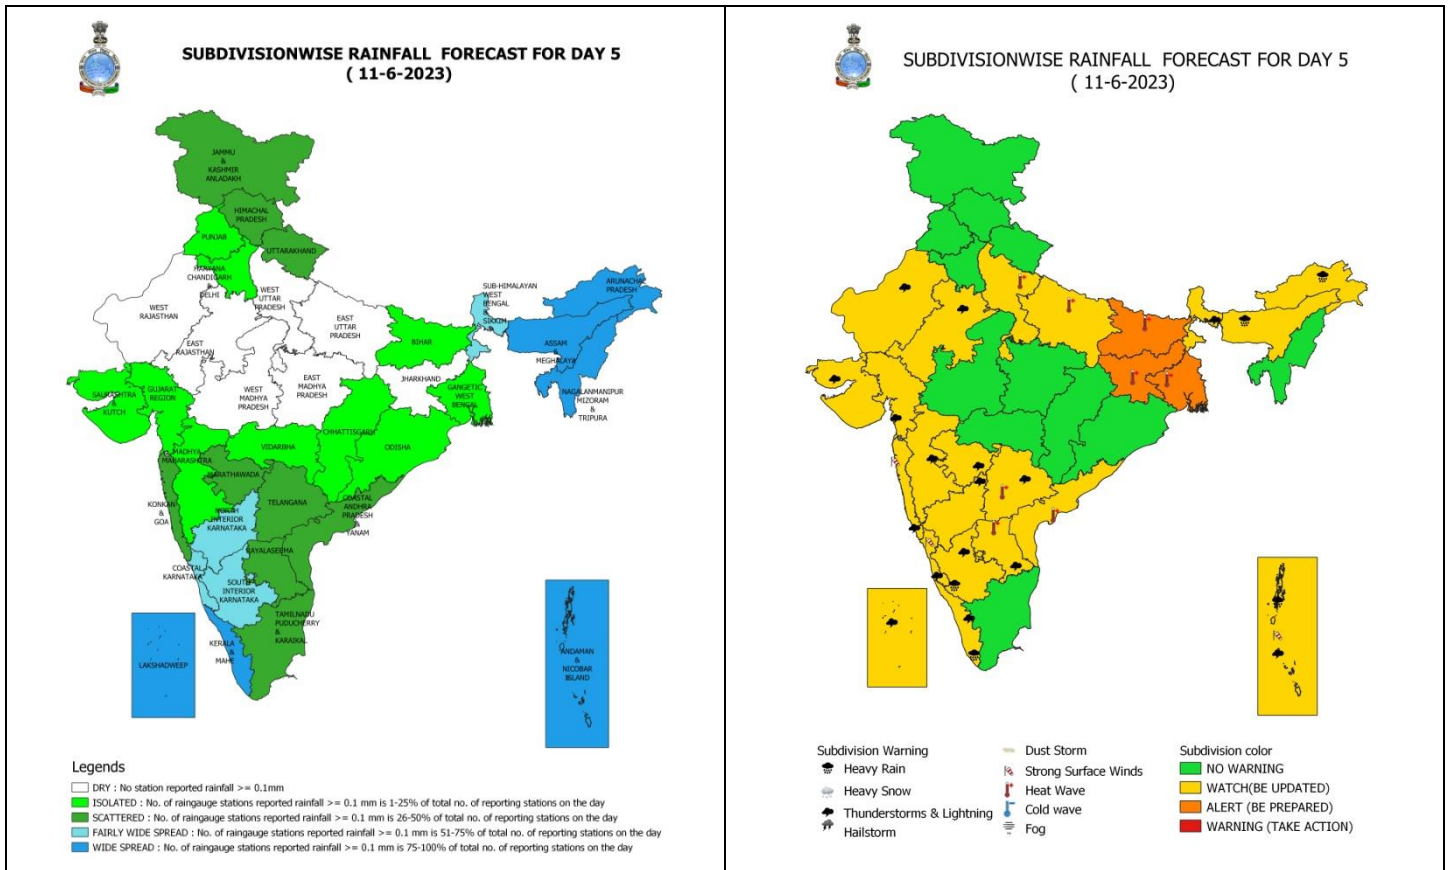 SUBDIVISIONWISE RAINFALL FORECAST FOR DAY 5
( 11-6-2023)
JAMMU
&
KASHMIR
ANLADAKH
HIMACHAL
PRADESH
PUNJAB
UTTARAKHAND
HARYANA
CHANDIGARH
&
DELHI
WEST
RAJASTHAN
WEST
UTTAR
PRADESH
EAST
UTTAR
PRADESH
EAST
RAJASTHAN
SUB-HIMALAYAN
WEST
BENGAL
&
SIKKIM
ARUNACHAL
PRADESH
ASSAM
&
MEGHALAYA
NAGALANMANIPUR
MIZORAM
&
TRIPURA
BIHAR
JHARKHAND
GANGETIC
WEST
BENGAL
SAURASHTRA
&
KUTCH
GUJARAT
REGION
WEST
MADHYA
PRADESH
EAST
MADHYA
PRADESH
CHHATTISGARH
ODISHA
VIDARBHA
MADHYA
MAHARASHTRA
MARATHAWADA
KONKAN
&
GOA
TELANGANA
COASTAL
ANDHRA
PRADESH
&
YANAM
NORTH
INTERIOR
KARNATAKA
RAYALASEEMA
COASTAL
KARNATAKA
SOUTH
INTERIOR
KARNATAKA
TAMILNADU
PUDUCHERRY
&
KARAIKAL
KERALA
&
MAHE
LAKSHADWEEP
ANDAMAN
&
NICOBAR
ISLAND
Legends
DRY : No station reported rainfall >= 0.1mm
ISOLATED : No. of raingauge stations reported rainfall >= 0.1 mm is 1-25% of total no. of reporting stations on the day
SCATTERED : No. of raingauge stations reported rainfall >= 0.1 mm is 26-50% of total no. of reporting stations on the day
FAIRLY WIDE SPREAD : No. of raingauge stations reported rainfall >= 0.1 mm is 51-75% of total no. of reporting stations on the day
WIDE SPREAD : No. of raingauge stations reported rainfall >= 0.1 mm is 75-100% of total no. of reporting stations on the day
SUBDIVISIONWISE RAINFALL FORECAST FOR DAY 5
( 11-6-2023)
Subdivision Warning
Heavy Rain
Heavy Snow
Thunderstorms & Lightning
Hailstorm
Dust Storm
Strong Surface Winds
Heat Wave
Cold wave
Fog
Subdivision color
NO WARNING
WATCH(BE UPDATED)
ALERT (BE PREPARED)
WARNING (TAKE ACTION)